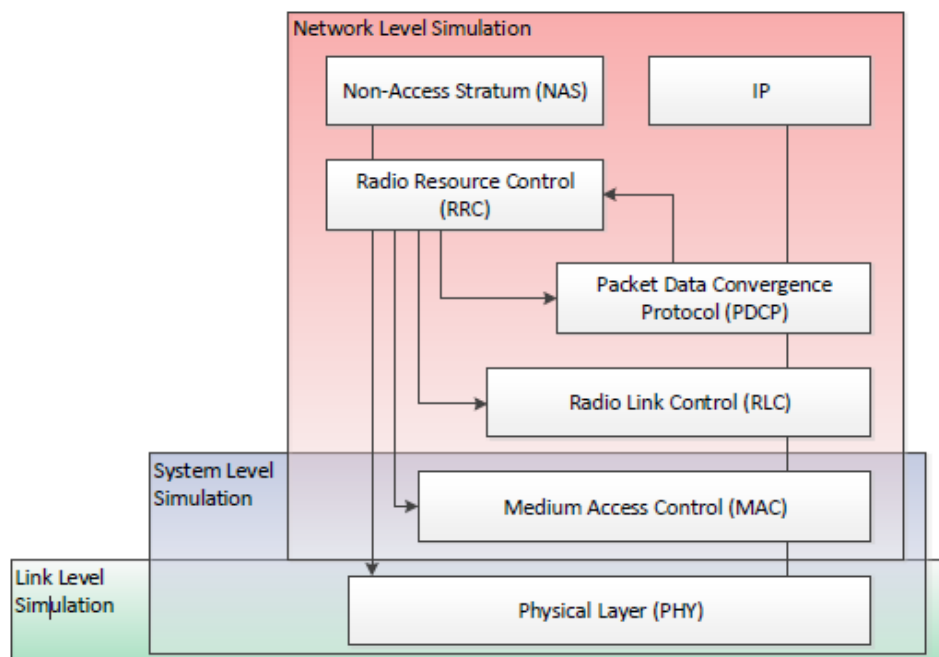 Network Level Simulation
Non-Access Stratum (NAS)
IP
Radio Resource Control
(RRC)
Packet Data Convergence
Protocol (PDCP)
Radio Link Control (RLC)
System Level
Simulation
Medium Access Control (MAC)
Link Level
Simulation
Physical Layer (PHY)